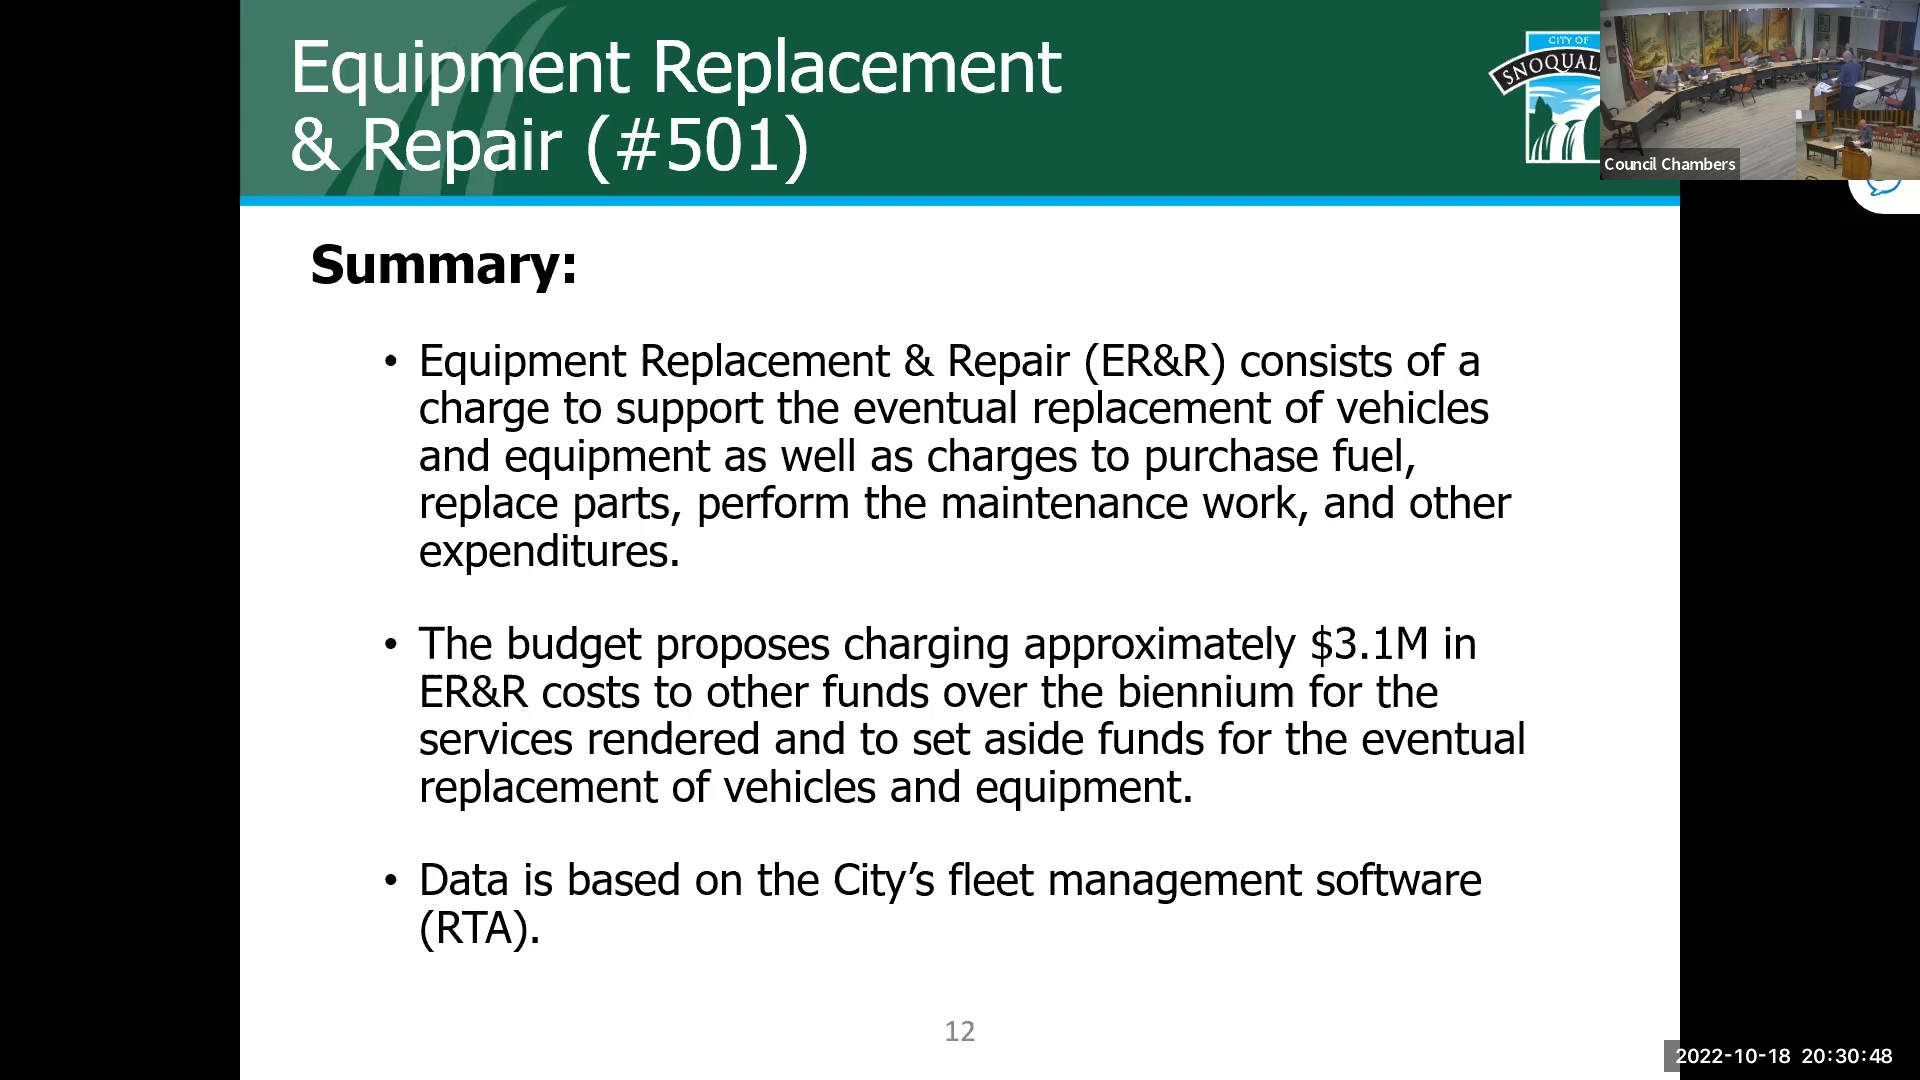 Equipment Replacement
& Repair (#501)
CITY OF
Council Chambers
Summary:
• Equipment Replacement & Repair (ER&R) consists of a
charge to support the eventual replacement of vehicles
and equipment as well as charges to purchase fuel,
replace parts, perform the maintenance work, and other
expenditures.
• The budget proposes charging approximately $3.1M in
ER&R costs to other funds over the biennium for the
services rendered and to set aside funds for the eventual
replacement of vehicles and equipment.
• Data is based on the City’s fleet management software
(RTA).
12
2022-10-18 20:30:48